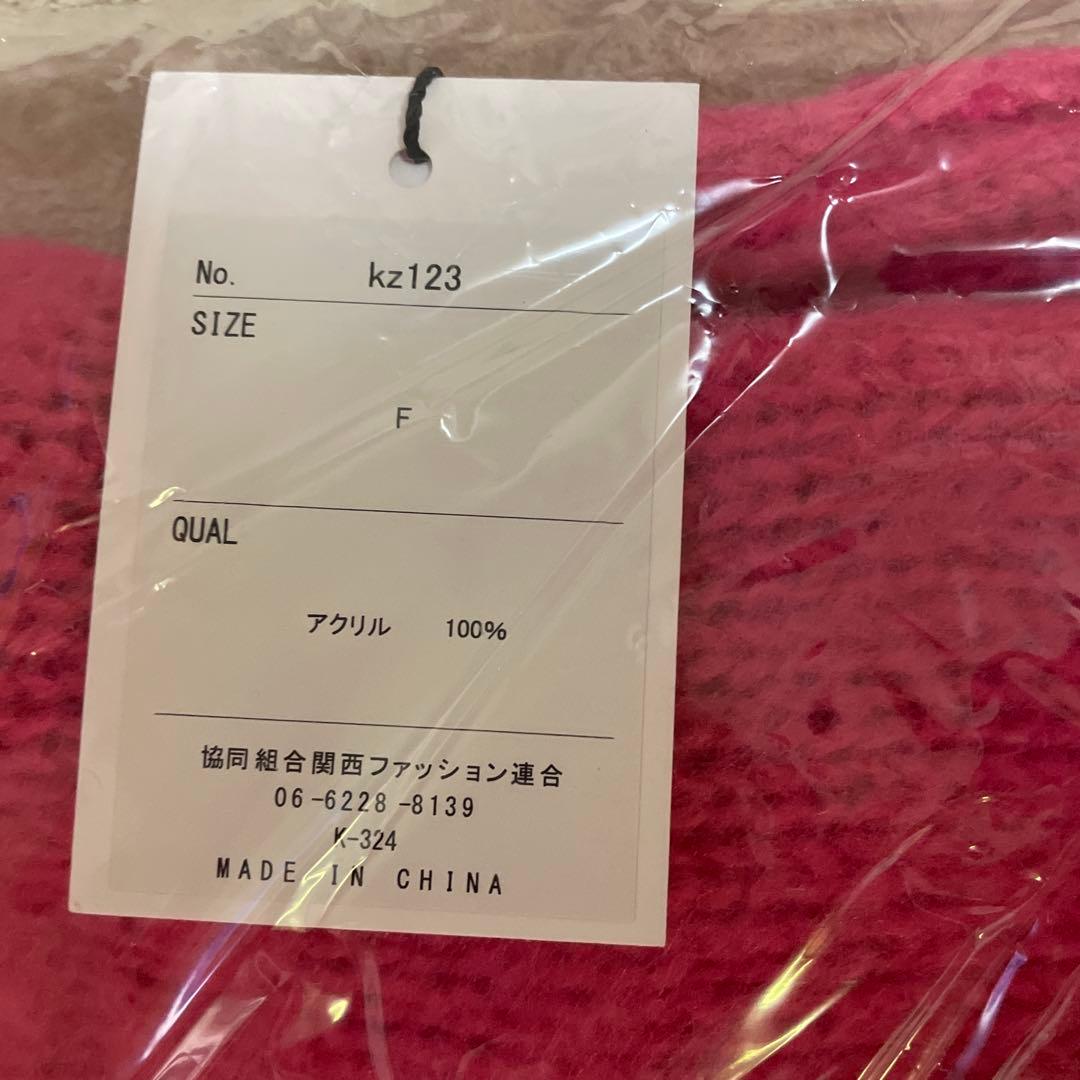 No. kz123
SIZE
F
QUAL
アクリル 100%
協同組合関西ファッション連合
06-6228-8139
K-324
MADE IN CHINA